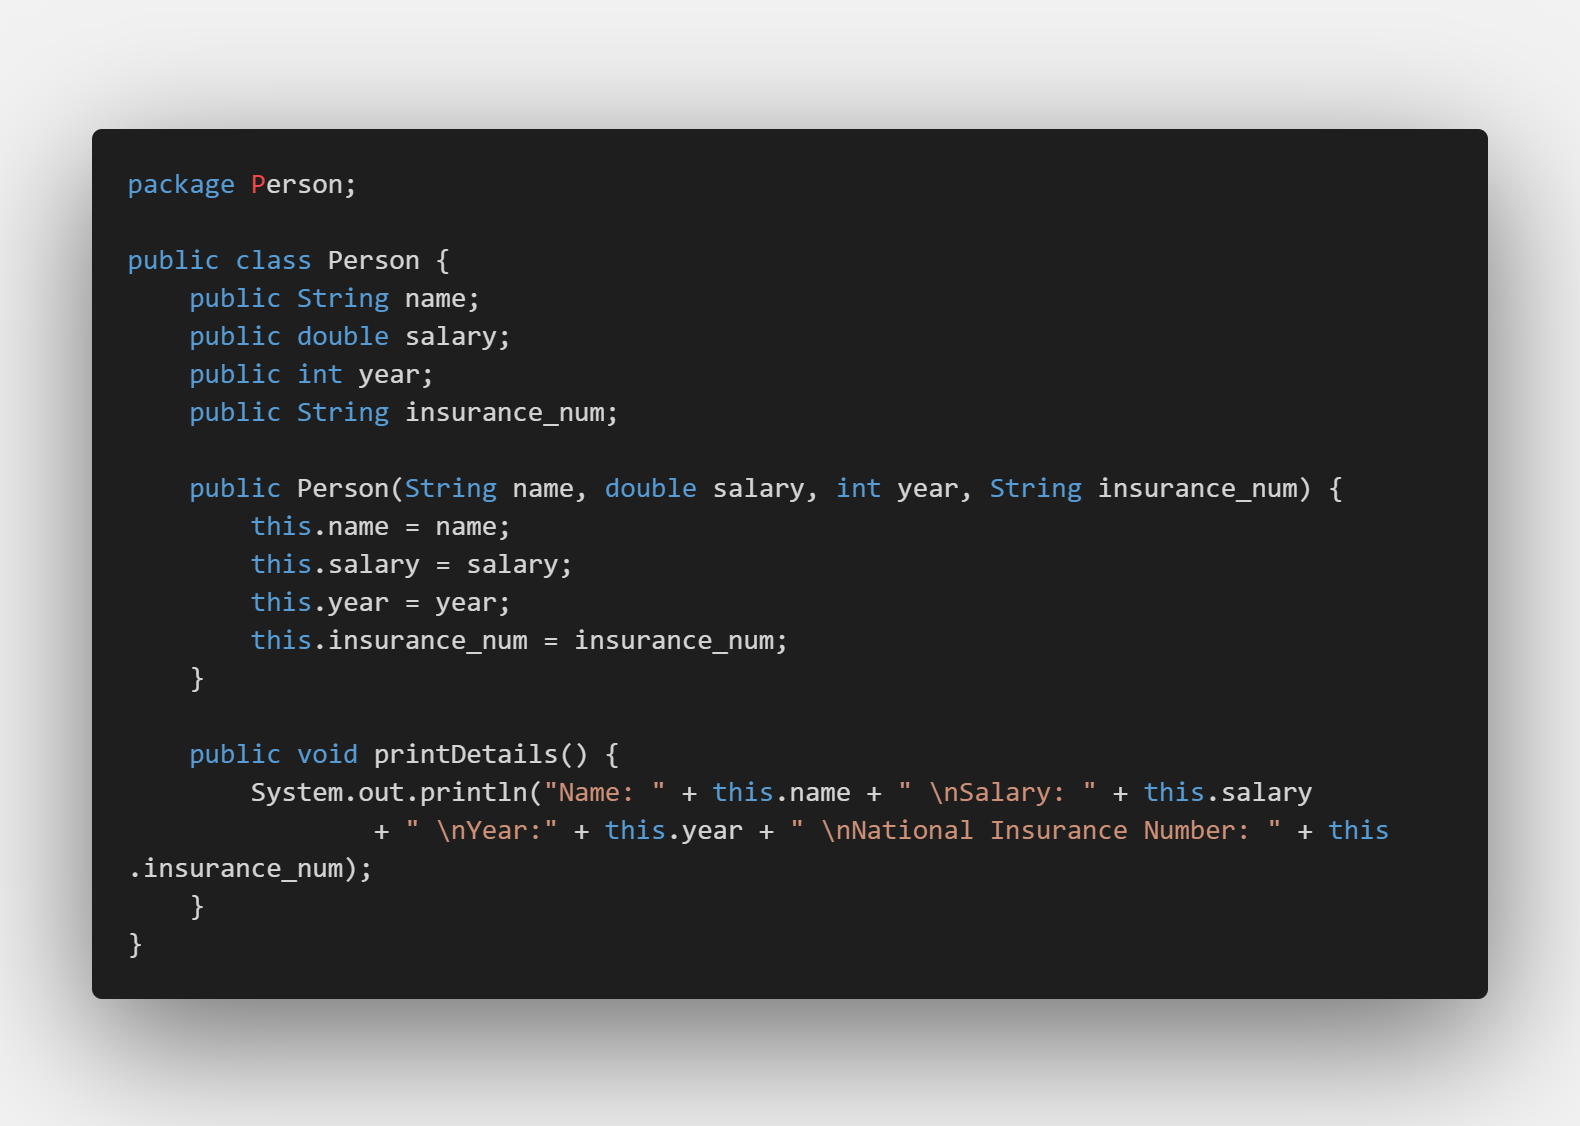 package Person;

public class Person {
    public String name;
    public double salary;
    public int year;
    public String insurance_num;

    public Person(String name, double salary, int year, String insurance_num) {
        this.name = name;
        this.salary = salary;
        this.year = year;
        this.insurance_num = insurance_num;
    }

    public void printDetails() {
        System.out.println("Name: " + this.name + " \nSalary: " + this.salary
                + " \nYear:" + this.year + " \nNational Insurance Number: " + this
.insurance_num);
    }
}